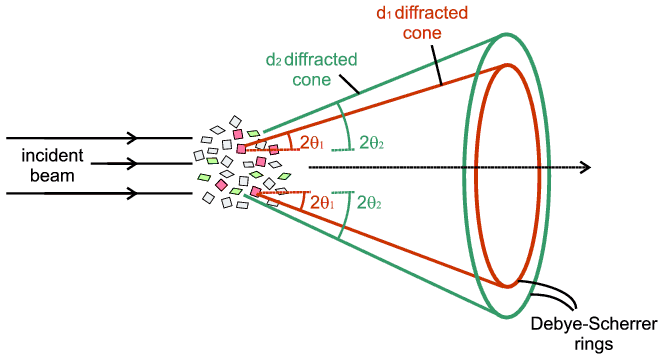 d1 diffracted
cone
d2 diffracted
cone
incident
beam
2θ1
2θ2
2θ1
2θ2
Debye-Scherrer
rings